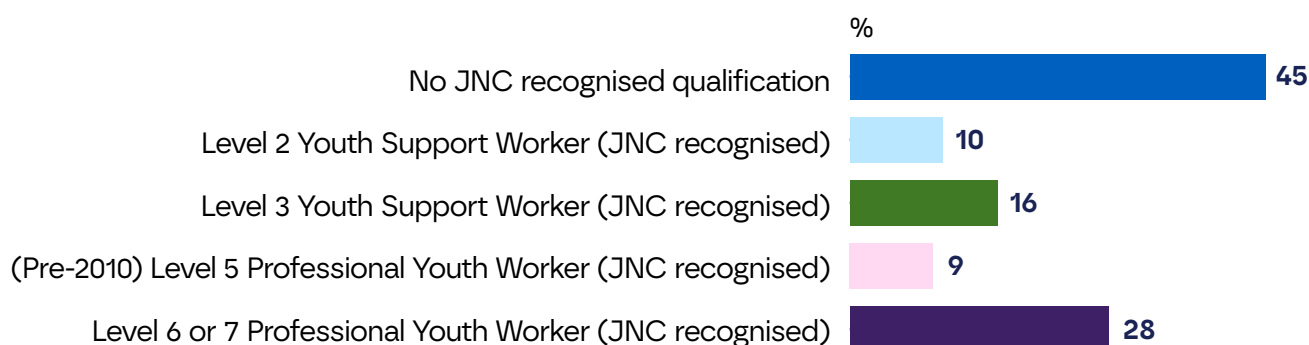 %
No JNC recognised qualification 45
Level 2 Youth Support Worker (JNC recognised) 10
Level 3 Youth Support Worker (JNC recognised) 16
(Pre-2010) Level 5 Professional Youth Worker (JNC recognised) 9
Level 6 or 7 Professional Youth Worker (JNC recognised) 28